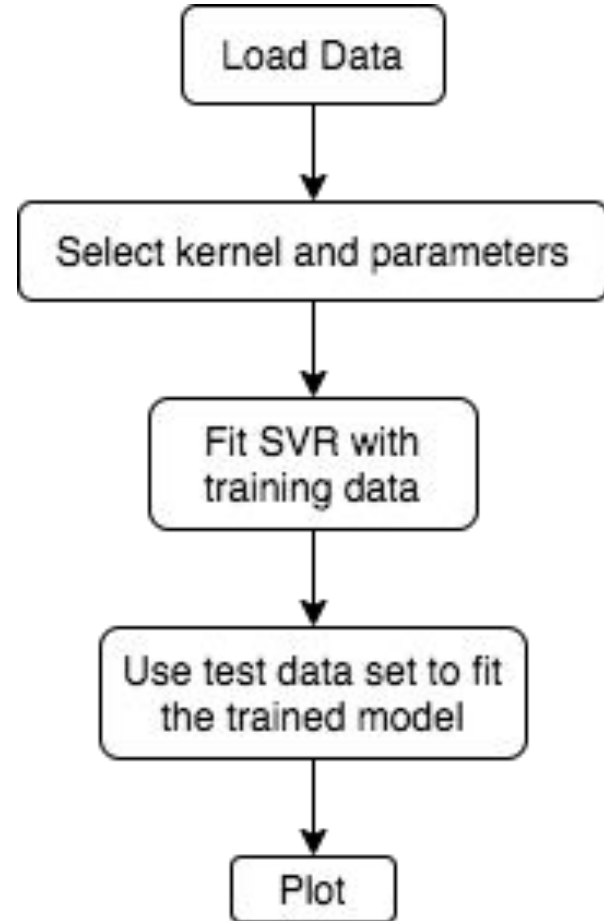 Load Data
Select kernel and parameters
Fit SVR with
training data
Use test data set to fit
the trained model
Plot